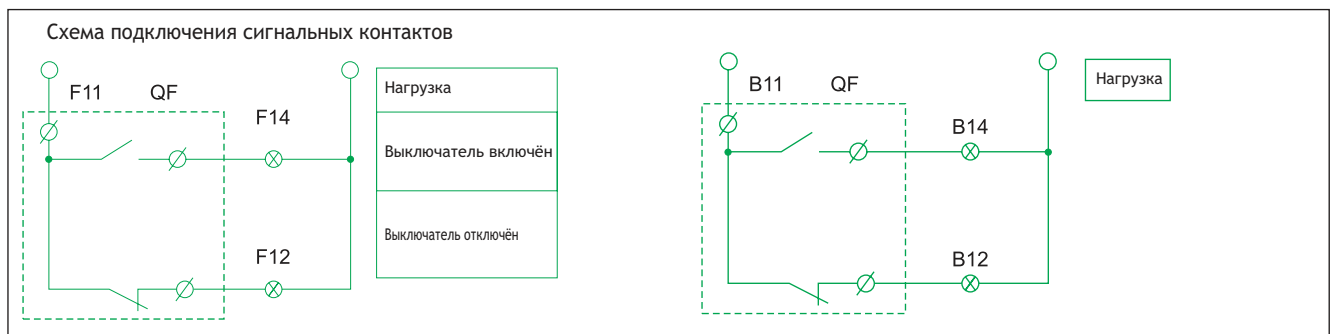 Схема подключения сигнальных контактов
F11 QF
F14
F12
Нагрузка
Выключатель включён
Выключатель отключён
B11 QF
B14
B12
Нагрузка